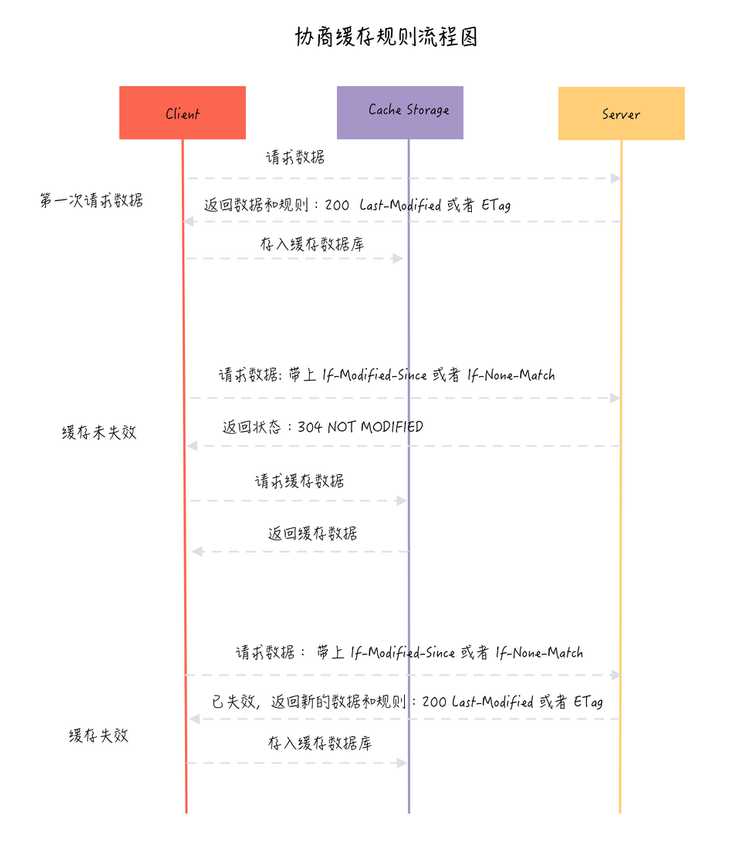 协商缓存规则流程图
Client
Cache Storage
Server
请求数据
第一次请求数据
返回数据和规则：200 Last-Modified 或者 ETag
存入缓存数据库
请求数据: 带上 If-Modified-Since 或者 If-None-Match
缓存未失效
返回状态：304 NOT MODIFIED
请求缓存数据
返回缓存数据
请求数据： 带上 If-Modified-Since 或者 If-None-Match
已失效，返回新的数据和规则：200 Last-Modified 或者 ETag
缓存失效
存入缓存数据库